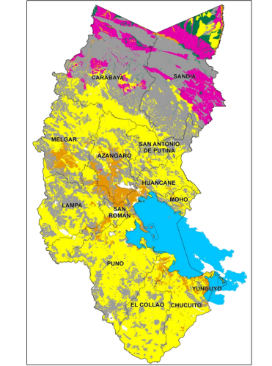 CARABAYA
SANDIA
MELGAR
SAN ANTONIO
DE PUTINA
AZANGARO
HUANCANE
MOHO
LAMPA
SAN
ROMAN
PUNO
YUNGUYO
EL COLLAO
CHUCUITO